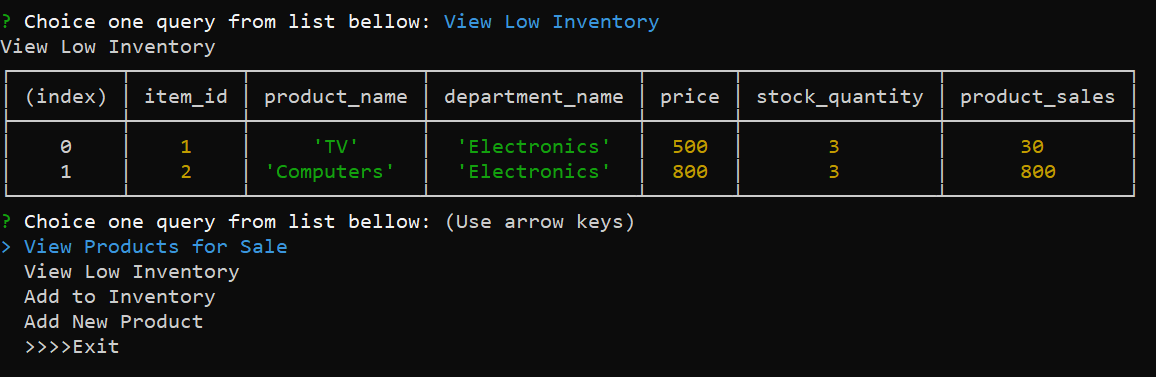 ? Choice one query from list bellow: View Low Inventory
View Low Inventory
(index) item_id product_name department_name price stock_quantity product_sales
0 1 'TV' 'Electronics' 500 3 30
1 2 'Computers' 'Electronics' 800 3 800
? Choice one query from list bellow: (Use arrow keys)
> View Products for Sale
View Low Inventory
Add to Inventory
Add New Product
>>>>Exit